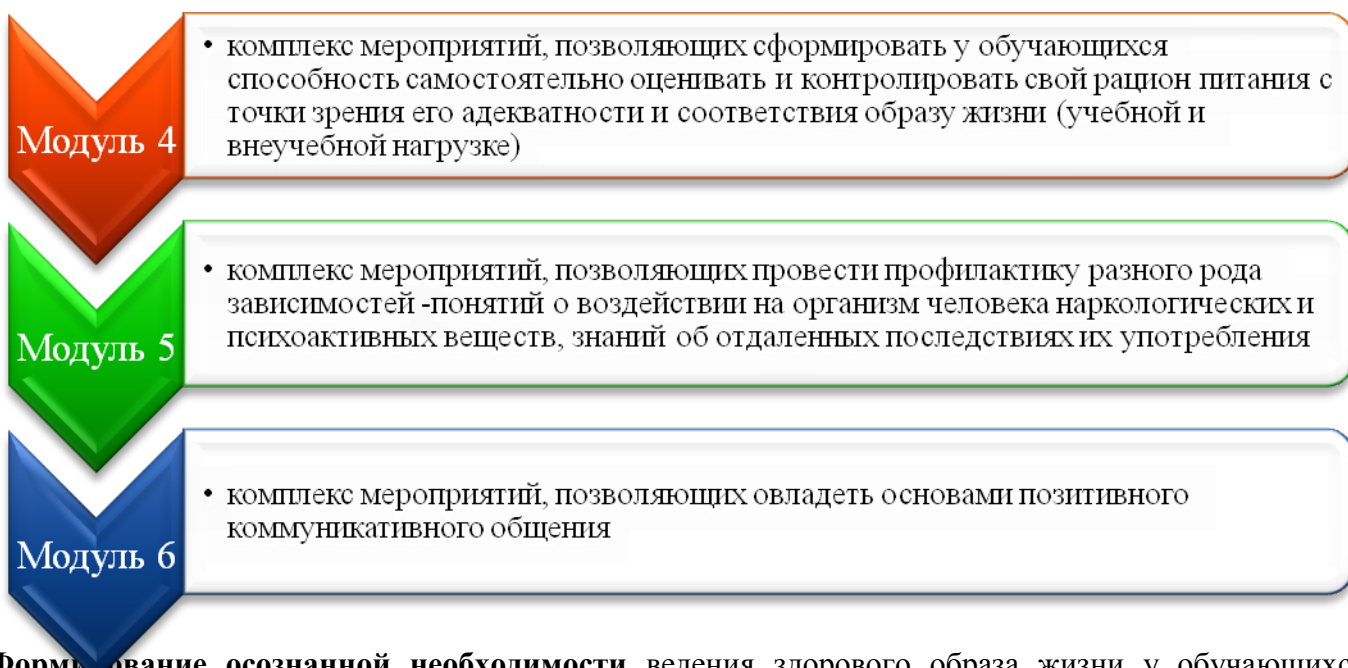 • комплекс мероприятий, позволяющих сформировать у обучающихся
способность самостоятельно оценивать и контролировать свой рацион питания с
точки зрения его адекватности и соответствия образу жизни (учебной и
внеучебной нагрузке)
Модуль 4
• комплекс мероприятий, позволяющих провести профилактику разного рода
зависимостей -понятий о воздействии на организм человека наркологических и
психоактивных веществ, знаний об отдаленных последствиях их употребления
Модуль 5
• комплекс мероприятий, позволяющих овладеть основами позитивного
коммуникативного общения
Модуль 6
осознанной необходимости ведения здорового образа жизни у обучающихся